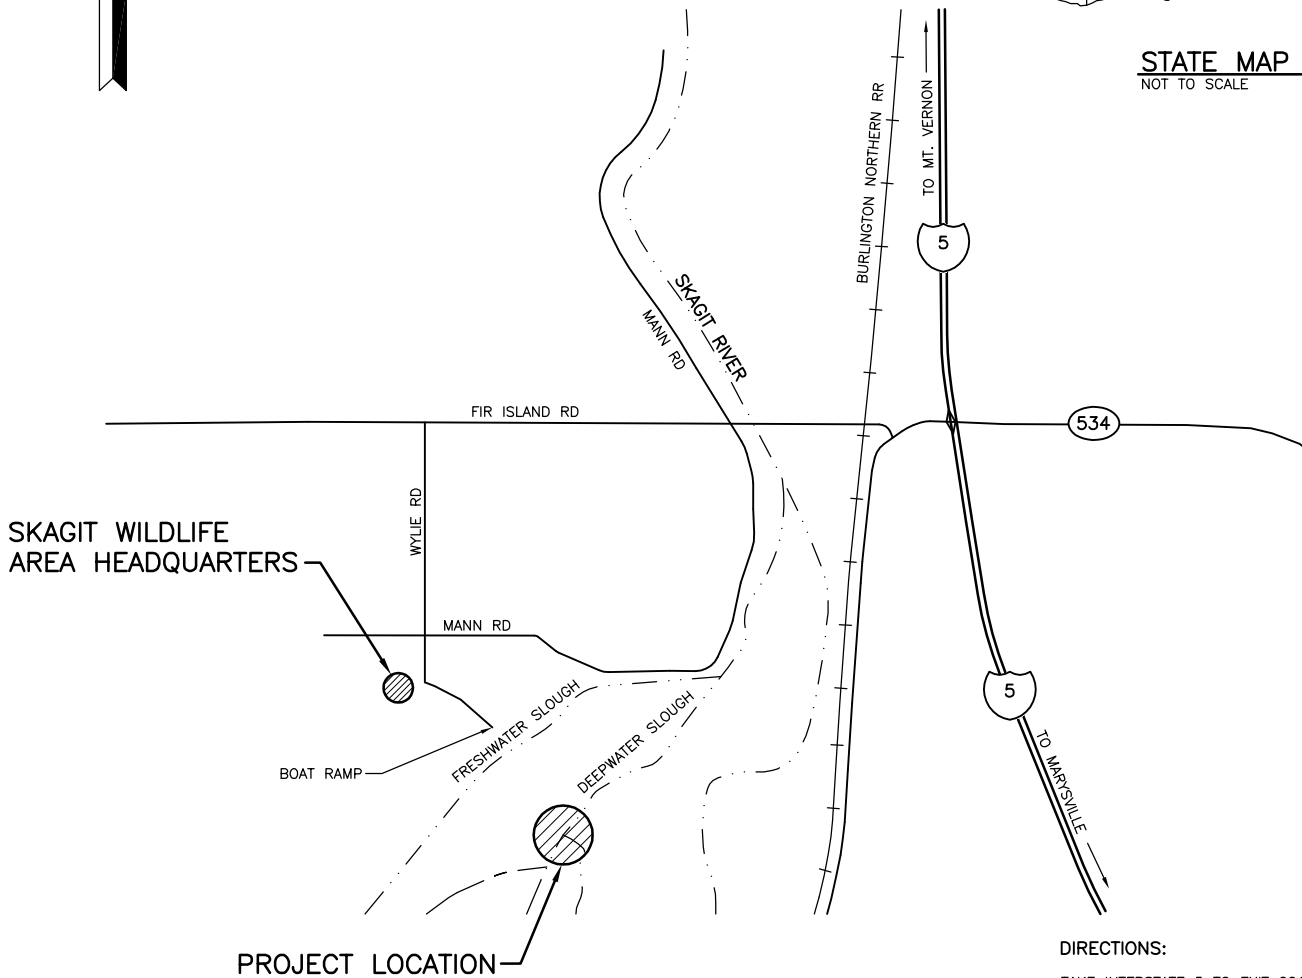 STATE MAP
NOT TO SCALE
TO MT. VERNON
BURLINGTON NORTHERN RR
5
SKAGIT RIVER
MANN RD
FIR ISLAND RD
534
WYLIE RD
SKAGIT WILDLIFE
AREA HEADQUARTERS
MANN RD
5
FRESHWATER SLOUGH
DEEPWATER SLOUGH
BOAT RAMP
TO MARYSVILLE
PROJECT LOCATION
DIRECTIONS: